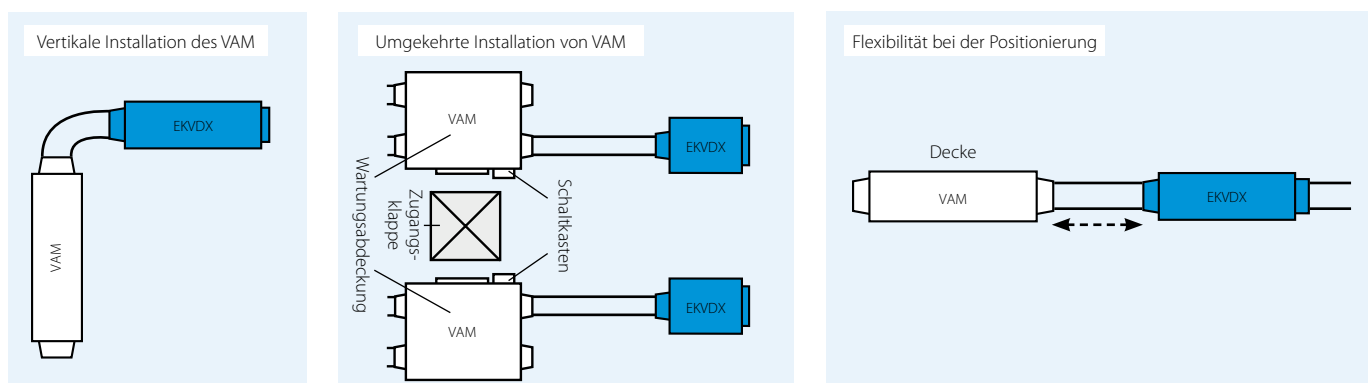 Vertikale Installation des VAM
EKVDX
VAM
Umgekehrte Installation von VAM
VAM
EKVDX
Wartungsabdeckung
Zugangs-
klappe
Schaltkasten
EKVDX
VAM
Flexibilität bei der Positionierung
Decke
VAM
EKVDX